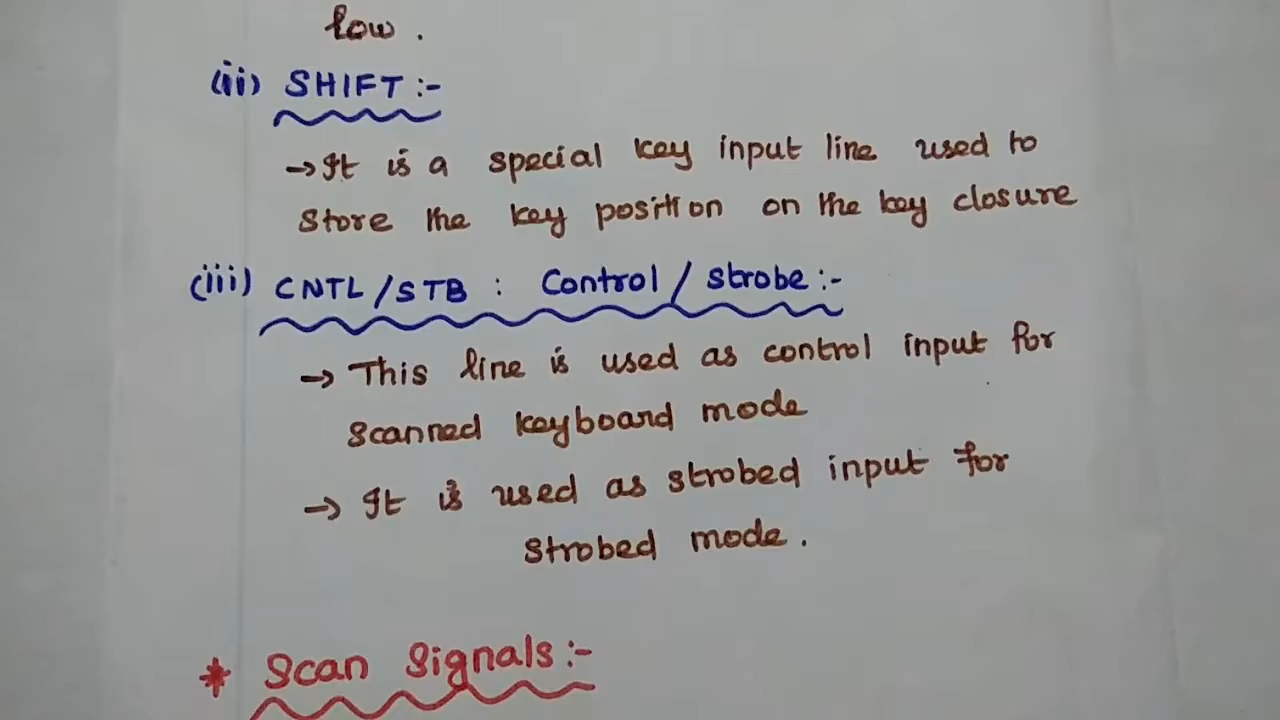 low.
(ii) SHIFT :-
→ It is a special key input line used to
store the key position on the key closure
(iii) CNTL/STB : Control / strobe :-
→ This line is used as control input for
scanned keyboard mode
→ It is used as strobed input for
strobed mode.
* Scan Signals :-